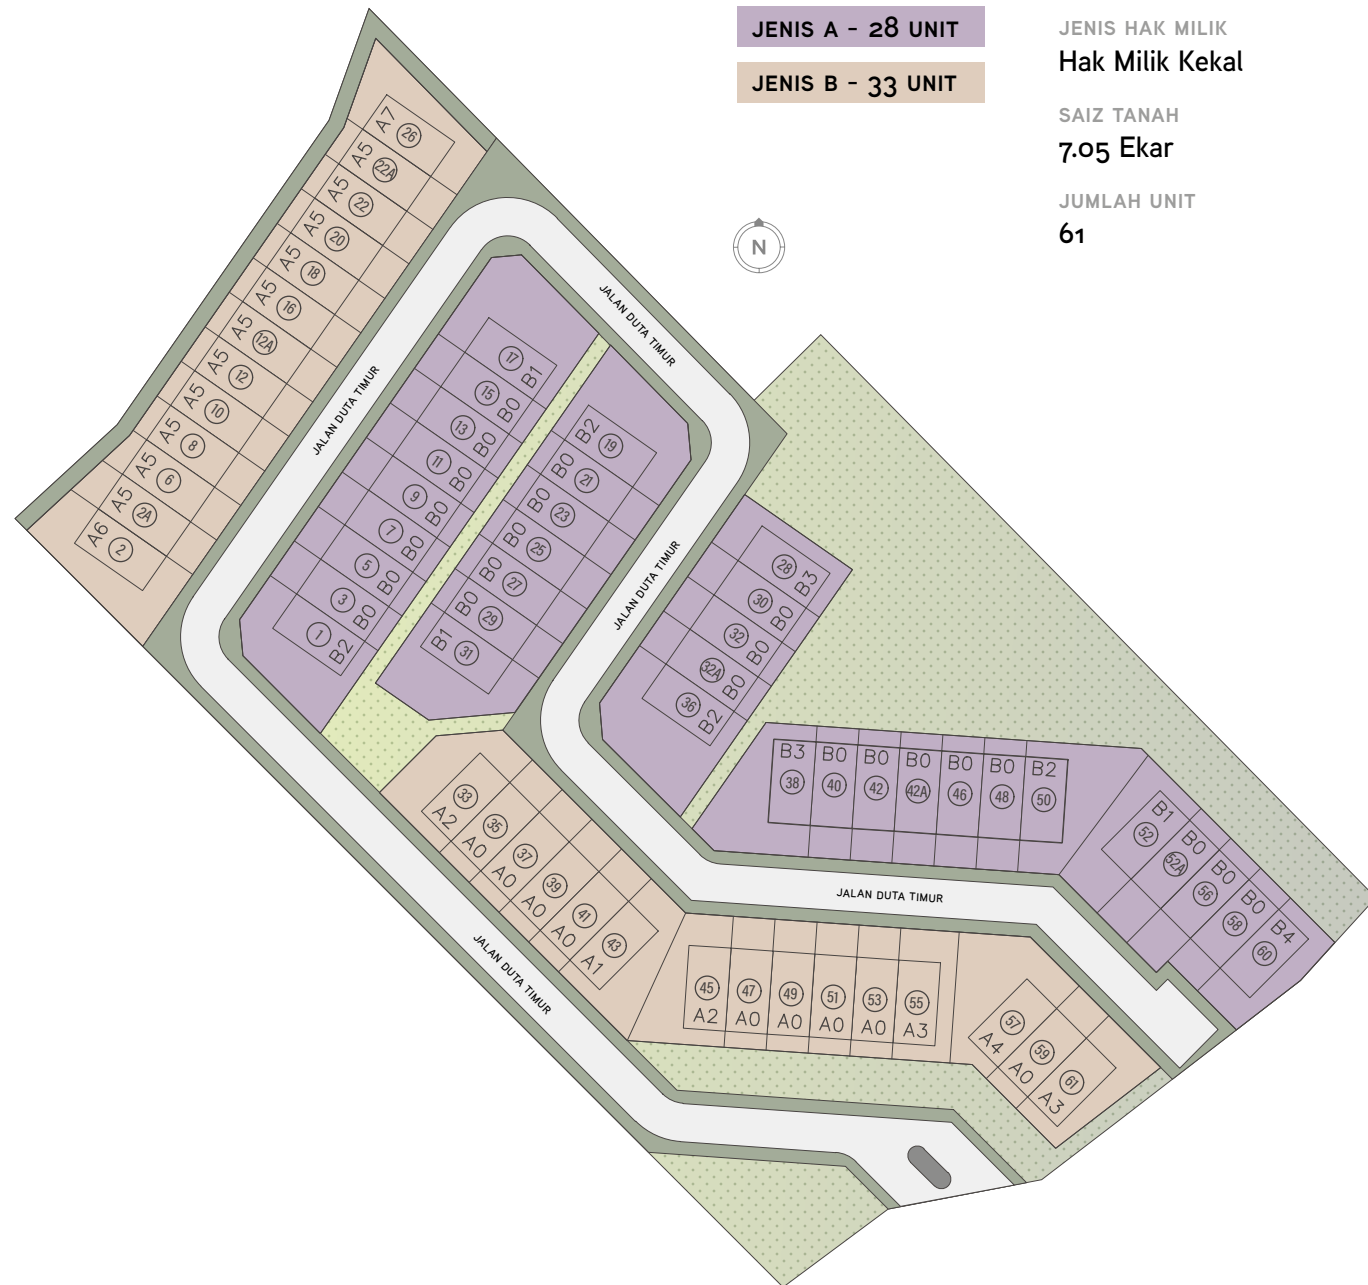 JENIS A - 28 UNIT
JENIS B - 33 UNIT
JENIS HAK MILIK
Hak Milik Kekal
SAIZ TANAH
7.05 Ekar
JUMLAH UNIT
61
N
A7 26
A5 22A
A5 22
A5 20
A5 18
A5 16
A5 12A
A5 12
A5 10
A5 8
A5 6
A5 2A
A6 2
JALAN DUTA TIMUR
JALAN DUTA TIMUR
17 B1
15 B0
13 B0
11 B0
9 B0
7 B0
5 B0
3 B0
1 B2
B2 19
B0 21
B0 23
B0 25
B0 27
B0 29
B1 31
JALAN DUTA TIMUR
28 B3
30 B0
32 B0
32A B0
36 B2
B3 38
B0 40
B0 42
B0 42A
B0 46
B0 48
B2 50
B1 52
B0 52A
B0 56
B0 58
B4 60
JALAN DUTA TIMUR
33 A2
35 A0
37 A0
39 A0
41 A0
43 A1
45 A2
47 A0
49 A0
51 A0
53 A0
55 A3
57 A4
59 A0
61 A3
JALAN DUTA TIMUR